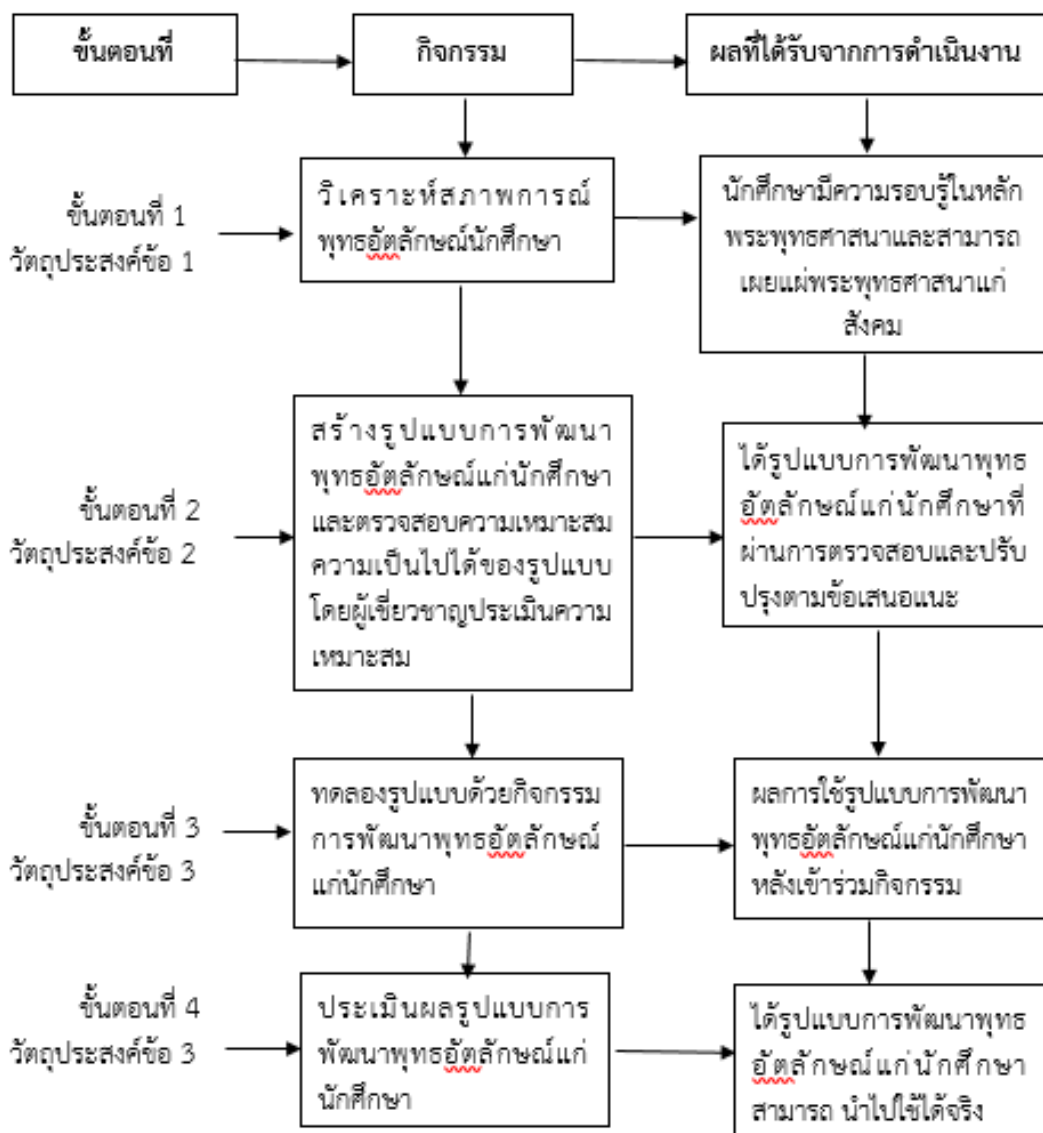 ขั้นตอนที่
กิจกรรม
ผลที่ได้รับจากการดำเนินงาน
ขั้นตอนที่ 1
วัตถุประสงค์ข้อ 1
วิเคราะห์สภาพการณ์
พุทธอัตลักษณ์นักศึกษา
นักศึกษามีความรอบรู้ในหลัก
พระพุทธศาสนาและสามารถ
เผยแผ่พระพุทธศาสนาแก่
สังคม
ขั้นตอนที่ 2
วัตถุประสงค์ข้อ 2
สร้างรูปแบบการพัฒนา
พุทธอัตลักษณ์แก่นักศึกษา
และตรวจสอบความเหมาะสม
ความเป็นไปได้ของรูปแบบ
โดยผู้เชี่ยวชาญประเมินความ
เหมาะสม
ได้รูปแบบการพัฒนาพุทธ
อัตลักษณ์แก่นักศึกษาที่
ผ่านการตรวจสอบและปรับ
ปรุงตามข้อเสนอแนะ
ขั้นตอนที่ 3
วัตถุประสงค์ข้อ 3
ทดลองรูปแบบด้วยกิจกรรม
การพัฒนาพุทธอัตลักษณ์
แก่นักศึกษา
ผลการใช้รูปแบบการพัฒนา
พุทธอัตลักษณ์แก่นักศึกษา
หลังเข้าร่วมกิจกรรม
ขั้นตอนที่ 4
วัตถุประสงค์ข้อ 3
ประเมินผลรูปแบบการ
พัฒนาพุทธอัตลักษณ์แก่
นักศึกษา
ได้รูปแบบการพัฒนาพุทธ
อัตลักษณ์แก่นักศึกษา
สามารถ นำไปใช้ได้จริง